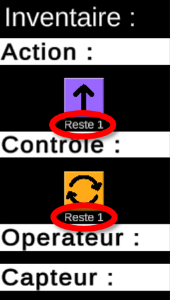 Inventaire :
Action :
Reste 1
Controle :
Reste 1
Operateur :
Capteur :